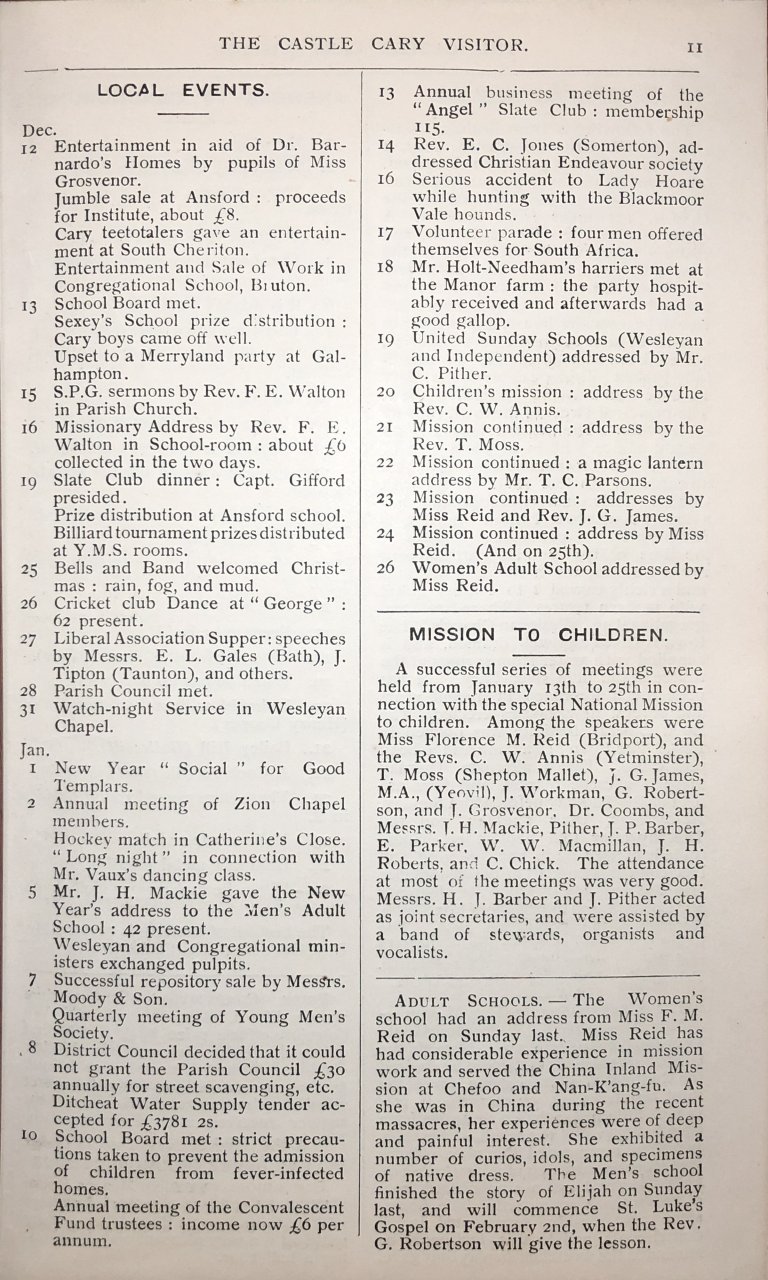 THE CASTLE CARY VISITOR. 11
LOCAL EVENTS.
Dec.
12 Entertainment in aid of Dr. Bar-
nardo's Homes by pupils of Miss
Grosvenor.
Jumble sale at Ansford : proceeds
for Institute, about £8.
Cary teetotalers gave an entertain-
ment at South Cheriton.
Entertainment and Sale of Work in
Congregational School, Bruton.
13 School Board met.
Sexey's School prize distribution :
Cary boys came off well.
Upset to a Merryland party at Gal-
hampton.
15 S.P.G. sermons by Rev. F. E. Walton
in Parish Church.
16 Missionary Address by Rev. F. E.
Walton in School-room : about £6
collected in the two days.
19 Slate Club dinner : Capt. Gifford
presided.
Prize distribution at Ansford school.
Billiard tournament prizes distributed
at Y.M.S. rooms.
25 Bells and Band welcomed Christ-
mas : rain, fog, and mud.
26 Cricket club Dance at "George" :
62 present.
27 Liberal Association Supper: speeches
by Messrs. E. L. Gales (Bath), J.
Tipton (Taunton), and others.
28 Parish Council met.
31 Watch-night Service in Wesleyan
Chapel.
Jan.
1 New Year "Social" for Good
Templars.
2 Annual meeting of Zion Chapel
members.
Hockey match in Catherine's Close.
"Long night" in connection with
Mr. Vaux's dancing class.
5 Mr. J. H. Mackie gave the New
Year's address to the Men's Adult
School : 42 present.
Wesleyan and Congregational min-
isters exchanged pulpits.
7 Successful repository sale by Messrs.
Moody & Son.
Quarterly meeting of Young Men's
Society.
8 District Council decided that it could
not grant the Parish Council £30
annually for street scavenging, etc.
Ditcheat Water Supply tender ac-
cepted for £3781 2s.
10 School Board met : strict precau-
tions taken to prevent the admission
of children from fever-infected
homes.
Annual meeting of the Convalescent
Fund trustees : income now £6 per
annum.
13 Annual business meeting of the
"Angel" Slate Club : membership
115.
14 Rev. E. C. Jones (Somerton), ad-
dressed Christian Endeavour society
16 Serious accident to Lady Hoare
while hunting with the Blackmoor
Vale hounds.
17 Volunteer parade : four men offered
themselves for South Africa.
18 Mr. Holt-Needham's harriers met at
the Manor farm : the party hospit-
ably received and afterwards had a
good gallop.
19 United Sunday Schools (Wesleyan
and Independent) addressed by Mr.
C. Pither.
20 Children's mission : address by the
Rev. C. W. Annis.
21 Mission continued : address by the
Rev. T. Moss.
22 Mission continued : a magic lantern
address by Mr. T. C. Parsons.
23 Mission continued : addresses by
Miss Reid and Rev. J. G. James.
24 Mission continued : address by Miss
Reid. (And on 25th).
26 Women's Adult School addressed by
Miss Reid.
MISSION TO CHILDREN.
A successful series of meetings were
held from January 13th to 25th in con-
nection with the special National Mission
to children. Among the speakers were
Miss Florence M. Reid (Bridport), and
the Revs. C. W. Annis (Yetminster),
T. Moss (Shepton Mallet), J. G. James,
M.A., (Yeovil), J. Workman, G. Robert-
son, and J. Grosvenor, Dr. Coombs, and
Messrs. J. H. Mackie, Pither, J. P. Barber,
E. Parker, W. W. Macmillan, J. H.
Roberts, and C. Chick. The attendance
at most of the meetings was very good.
Messrs. H. J. Barber and J. Pither acted
as joint secretaries, and were assisted by
a band of stewards, organists and
vocalists.
ADULT SCHOOLS. — The Women's
school had an address from Miss F. M.
Reid on Sunday last. Miss Reid has
had considerable experience in mission
work and served the China Inland Mis-
sion at Chefoo and Nan-K'ang-fu. As
she was in China during the recent
massacres, her experiences were of deep
and painful interest. She exhibited a
number of curios, idols, and specimens
of native dress. The Men's school
finished the story of Elijah on Sunday
last, and will commence St. Luke's
Gospel on February 2nd, when the Rev.
G. Robertson will give the lesson.